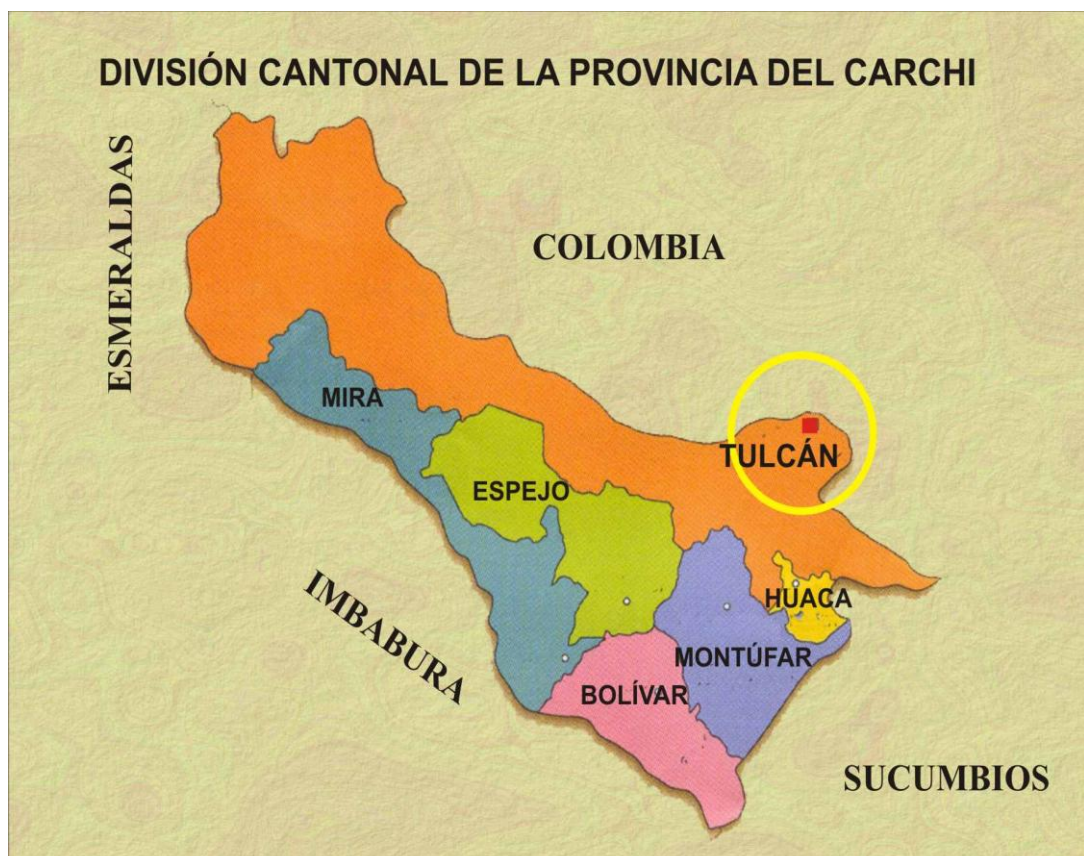 DIVISIÓN CANTONAL DE LA PROVINCIA DEL CARCHI
ESMERALDAS
COLOMBIA
MIRA
TULCÁN
ESPEJO
HUACA
IMBABURA
MONTÚFAR
BOLÍVAR
SUCUMBIOS